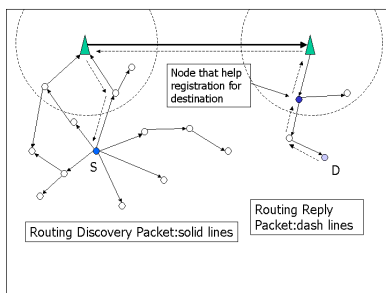 Node that help
registration for
destination
S
D
Routing Discovery Packet:solid lines
Routing Reply
Packet:dash lines